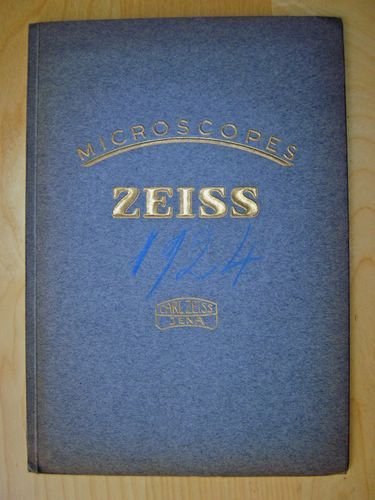 MICROSCOPES
ZEISS
1924
CARL ZEISS
JENA